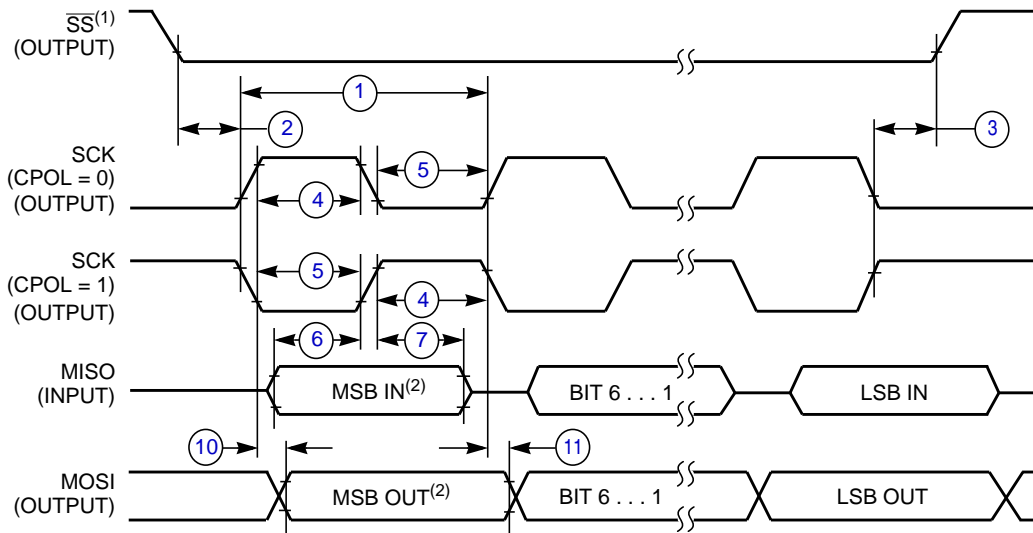 SS(1)
(OUTPUT)
1
2
3
SCK
(CPOL = 0)
(OUTPUT)
5
4
SCK
(CPOL = 1)
(OUTPUT)
5
4
6
7
MISO
(INPUT)
MSB IN(2)
BIT 6 . . . 1
LSB IN
10
11
MOSI
(OUTPUT)
MSB OUT(2)
BIT 6 . . . 1
LSB OUT